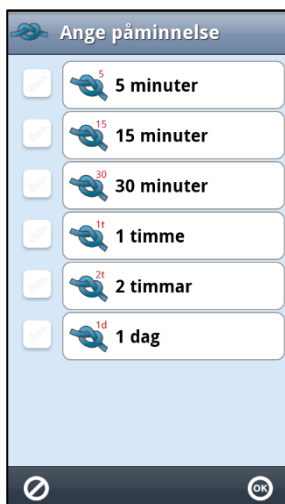 Ange påminnelse
5
5 minuter
15
15 minuter
30
30 minuter
1t
1 timme
2t
2 timmar
1d
1 dag
OK